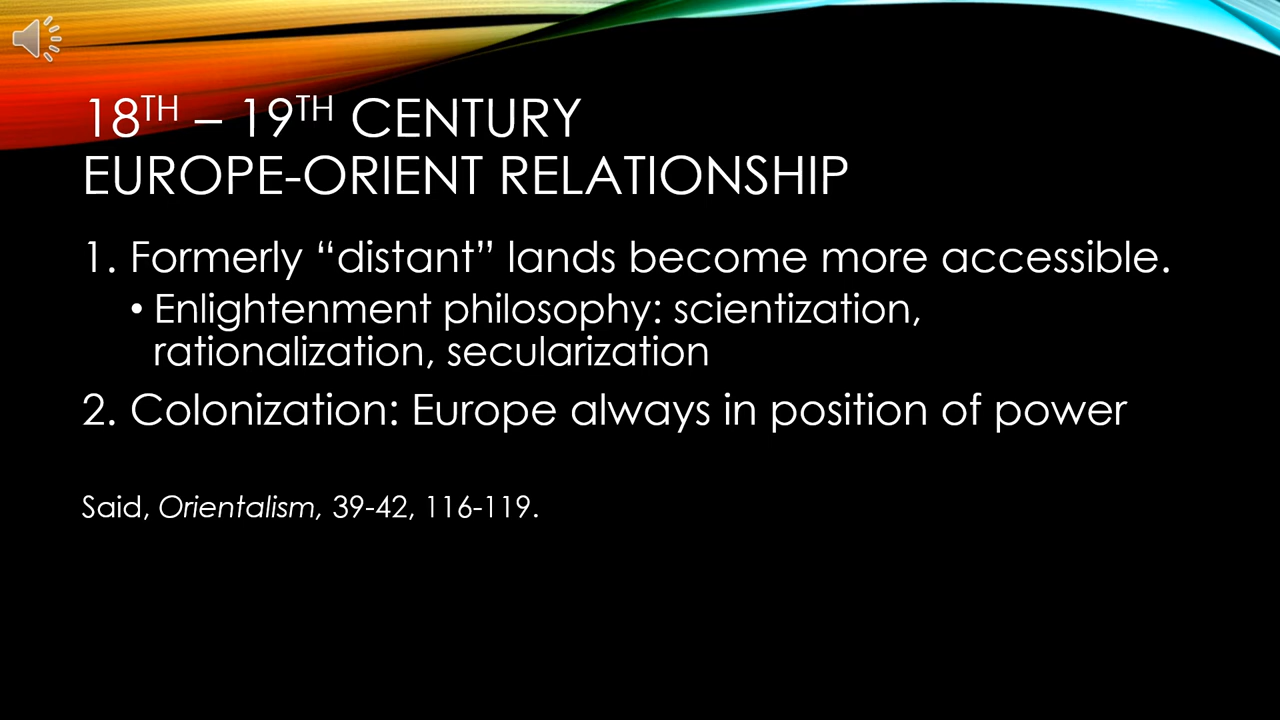 18TH – 19TH CENTURY
EUROPE-ORIENT RELATIONSHIP
1. Formerly “distant” lands become more accessible.
• Enlightenment philosophy: scientization,
rationalization, secularization
2. Colonization: Europe always in position of power
Said, Orientalism, 39-42, 116-119.